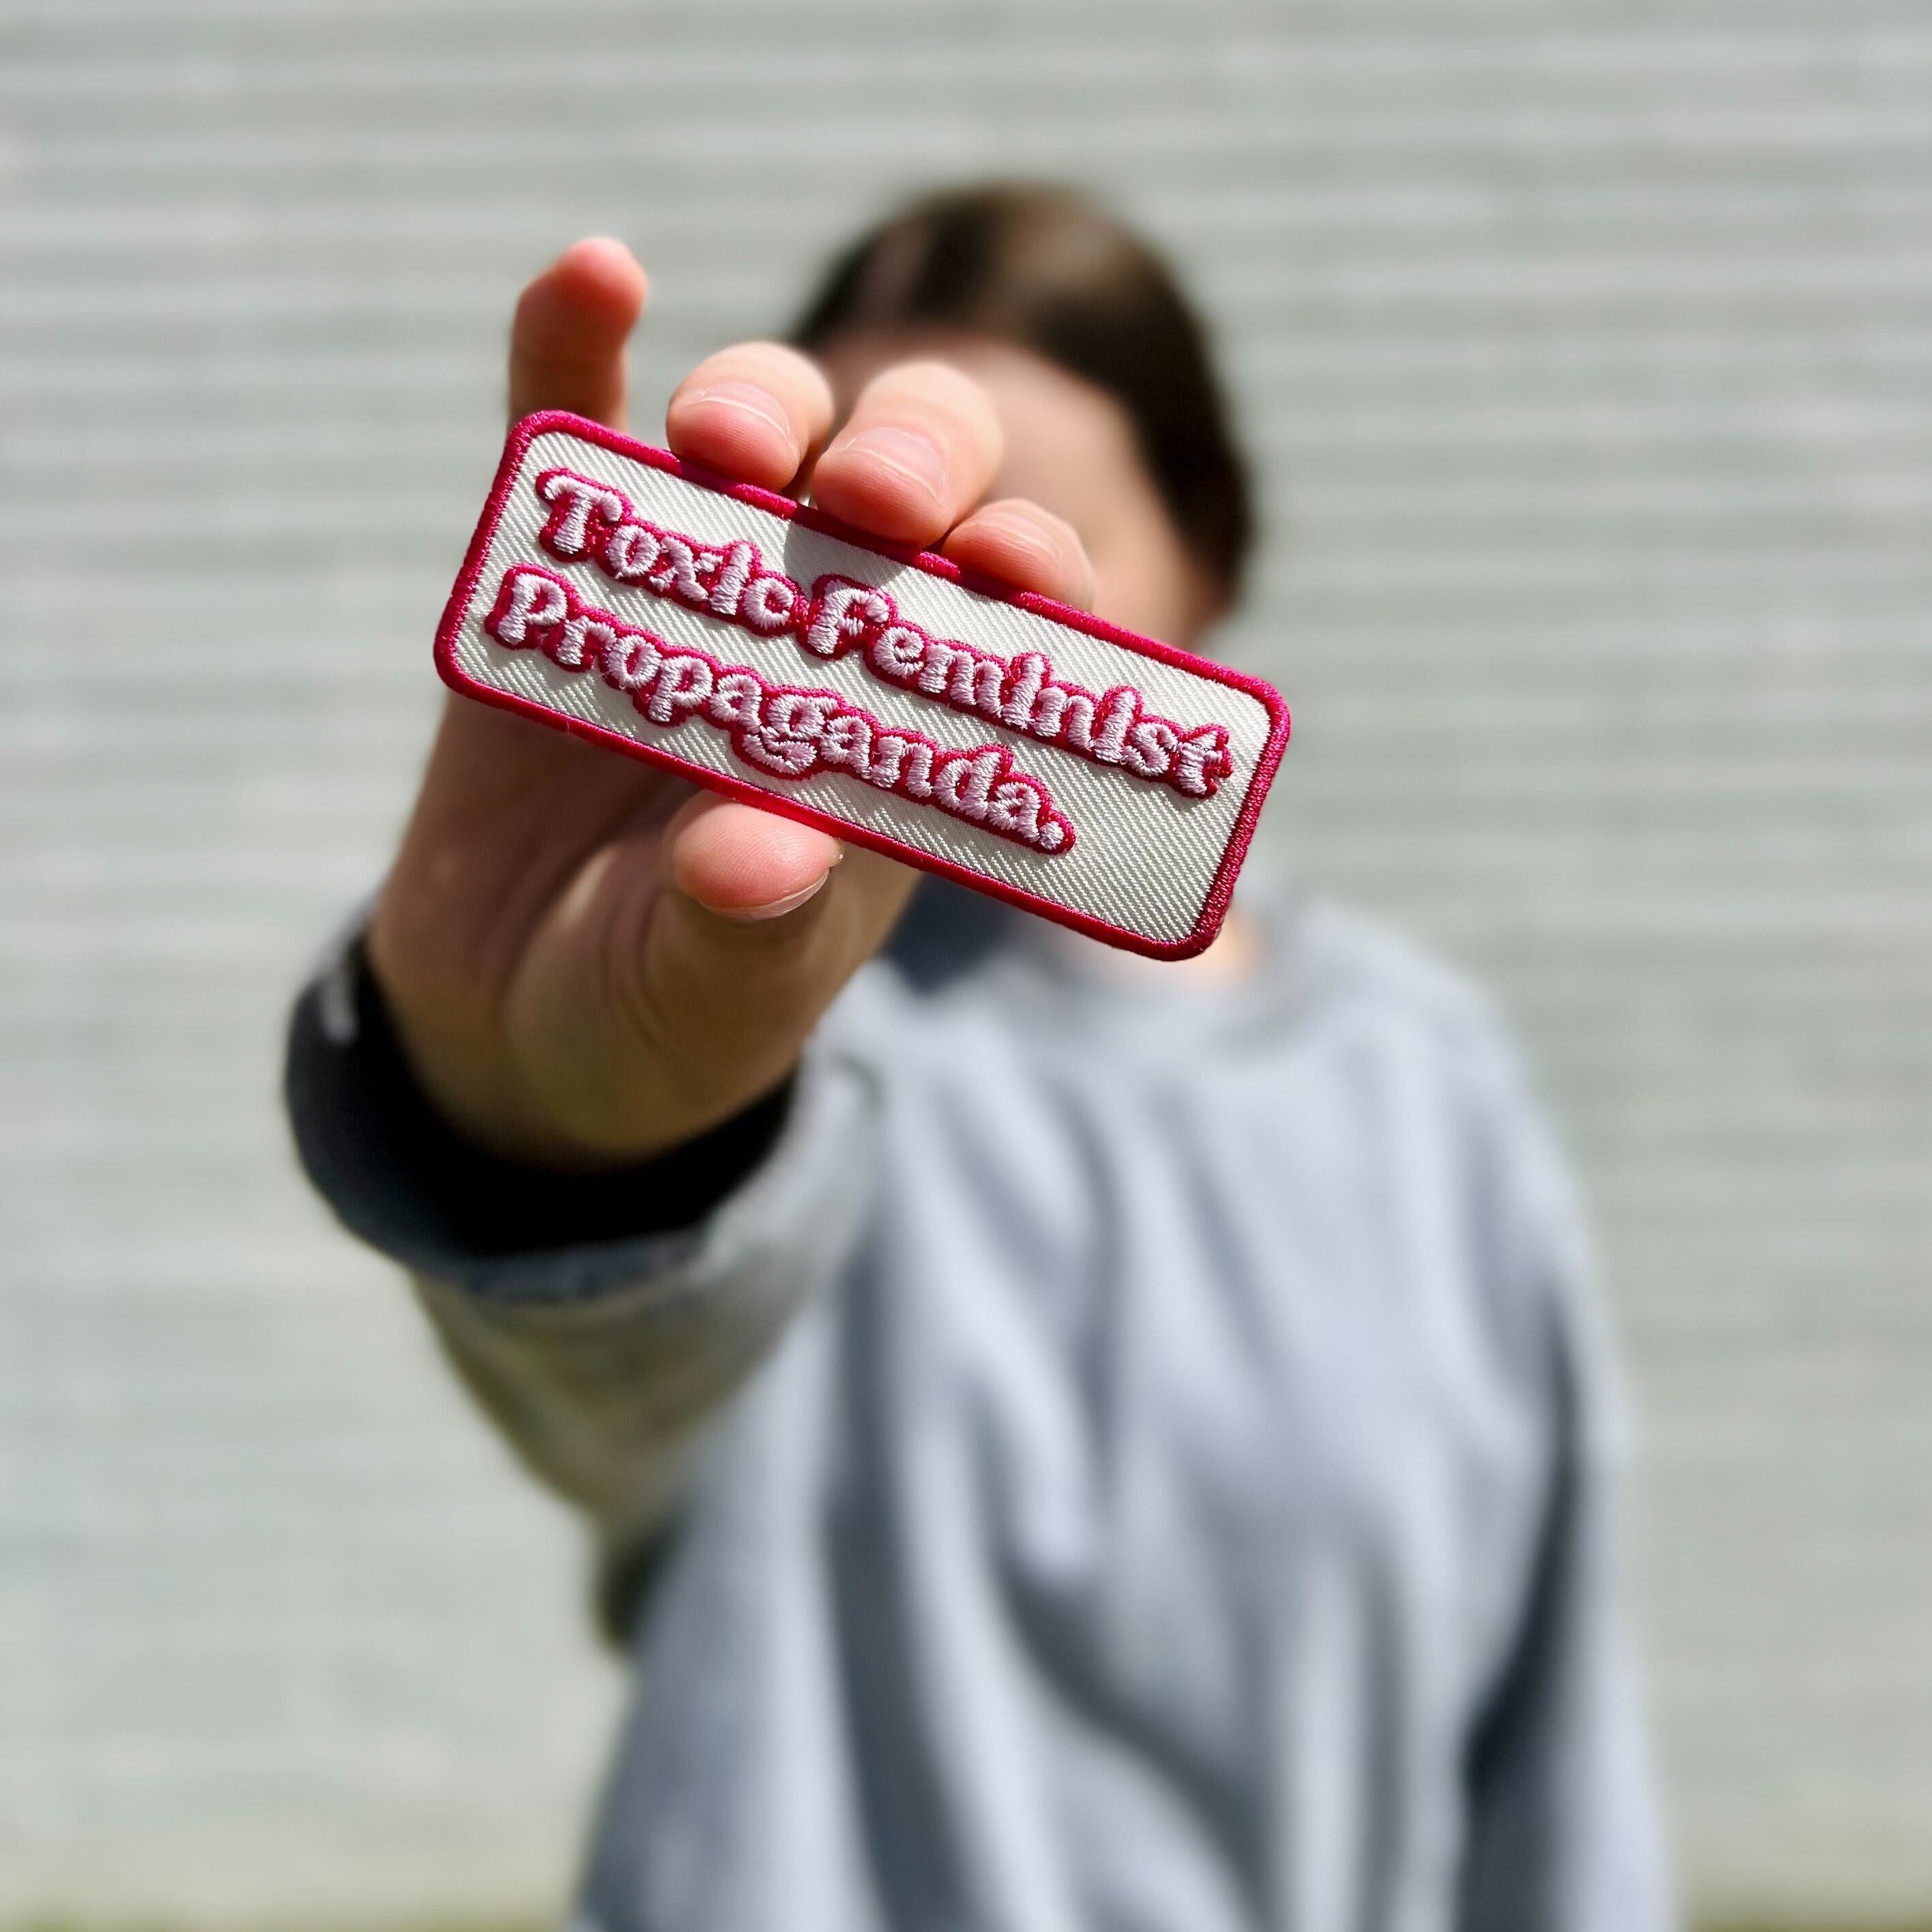 Toxic Feminist
Propaganda.